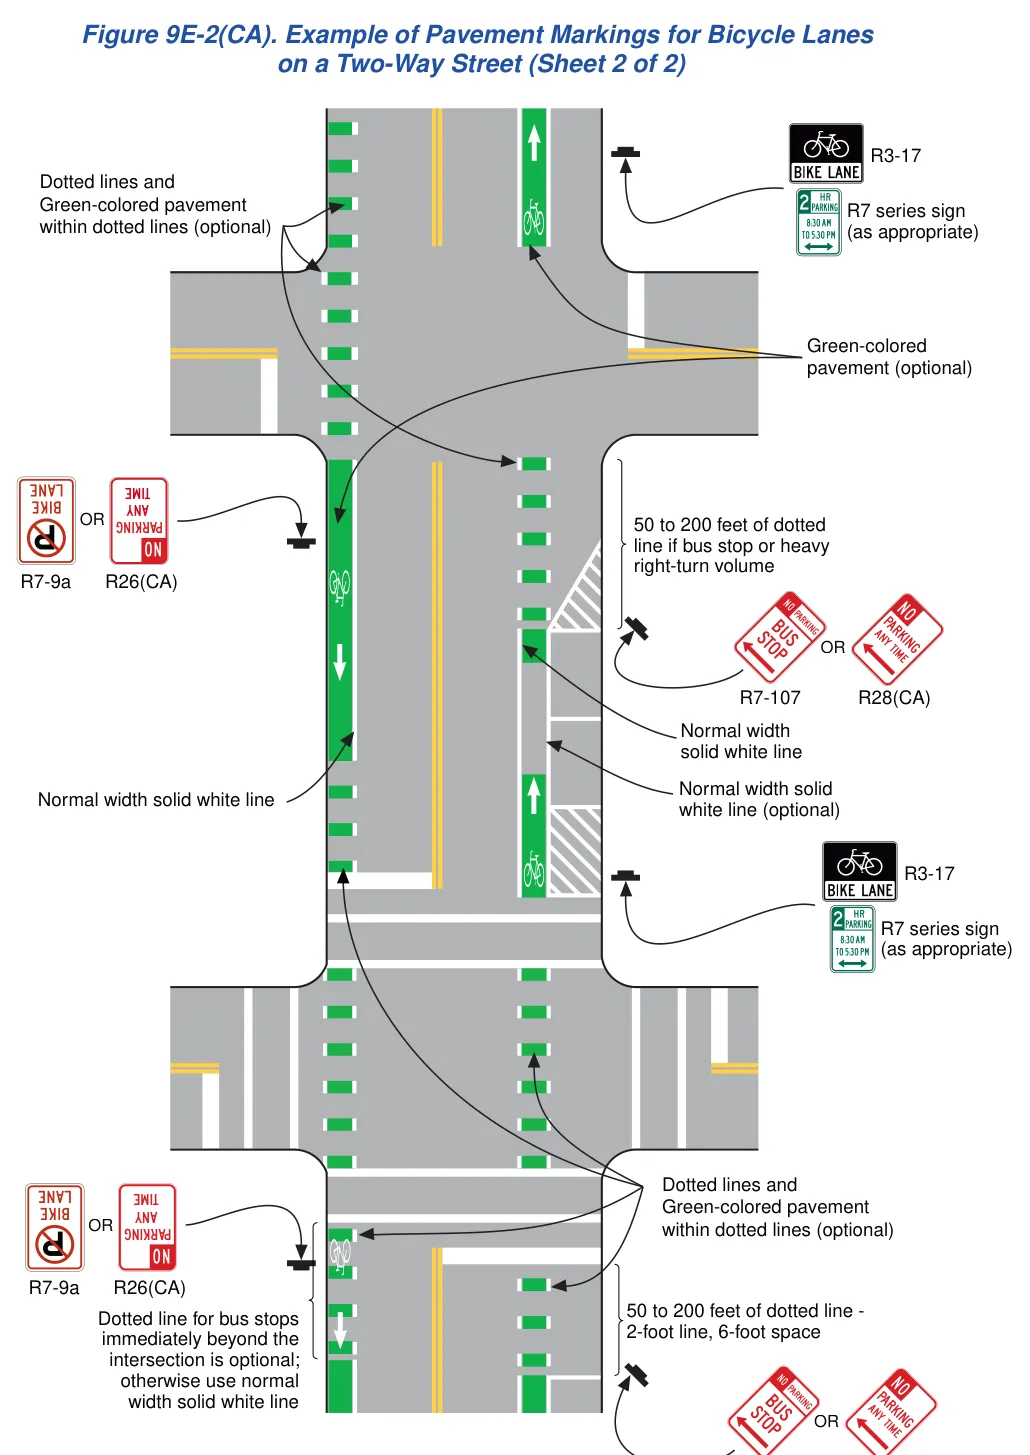 Figure 9E-2(CA). Example of Pavement Markings for Bicycle Lanes
on a Two-Way Street (Sheet 2 of 2)
BIKE LANE
R3-17
2 HR
PARKING
8:30 AM
TO 5:30 PM
R7 series sign
(as appropriate)
Dotted lines and
Green-colored pavement
within dotted lines (optional)
Green-colored
pavement (optional)
BIKE
LANE
OR
NO
PARKING
ANY
TIME
R7-9a
R26(CA)
50 to 200 feet of dotted
line if bus stop or heavy
right-turn volume
NO PARKING
BUS
STOP
OR
NO
PARKING
ANY TIME
R7-107
R28(CA)
Normal width
solid white line
Normal width solid
white line (optional)
Normal width solid white line
BIKE LANE
R3-17
2 HR
PARKING
8:30 AM
TO 5:30 PM
R7 series sign
(as appropriate)
Dotted lines and
Green-colored pavement
within dotted lines (optional)
BIKE
LANE
OR
NO
PARKING
ANY
TIME
R7-9a
R26(CA)
Dotted line for bus stops
immediately beyond the
intersection is optional;
otherwise use normal
width solid white line
50 to 200 feet of dotted line -
2-foot line, 6-foot space
NO PARKING
BUS
STOP
OR
NO
PARKING
ANY TIME